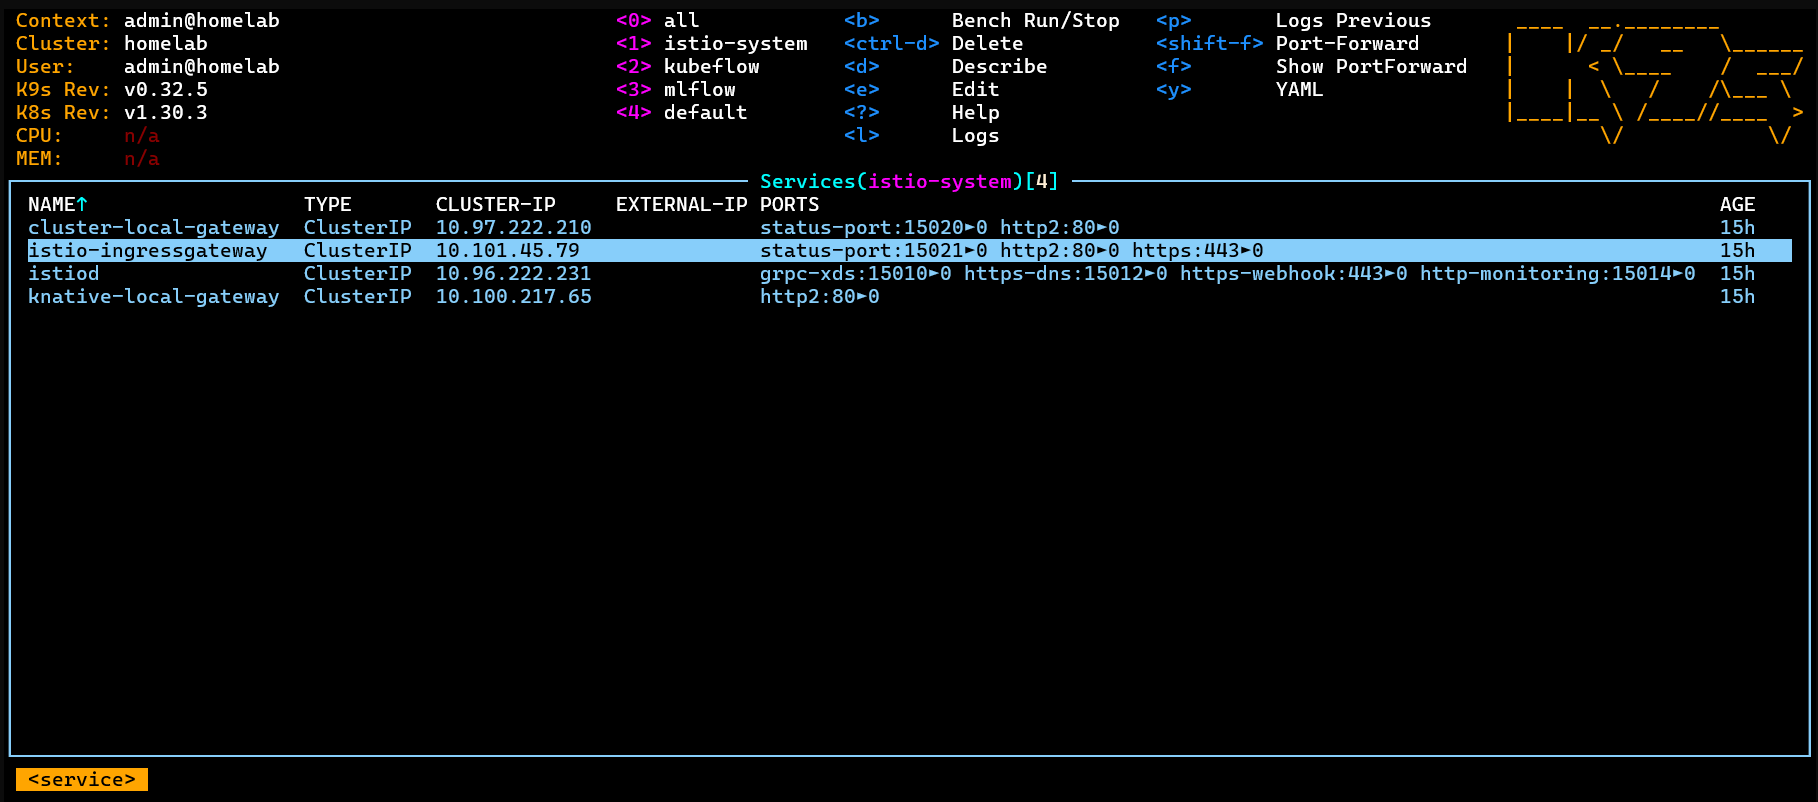 Context: admin@homelab <0> all <b> Bench Run/Stop <p> Logs Previous
Cluster: homelab <1> istio-system <ctrl-d> Delete <shift-f> Port-Forward
User: admin@homelab <2> kubeflow <d> Describe <f> Show PortForward
K9s Rev: v0.32.5 <3> mlflow <e> Edit <y> YAML
K8s Rev: v1.30.3 <4> default <?> Help
CPU: n/a <l> Logs
MEM: n/a
Services(istio-system)[4]
NAME↑ TYPE CLUSTER-IP EXTERNAL-IP PORTS AGE
cluster-local-gateway ClusterIP 10.97.222.210 status-port:15020►0 http2:80►0 15h
istio-ingressgateway ClusterIP 10.101.45.79 status-port:15021►0 http2:80►0 https:443►0 15h
istiod ClusterIP 10.96.222.231 grpc-xds:15010►0 https-dns:15012►0 https-webhook:443►0 http-monitoring:15014►0 15h
knative-local-gateway ClusterIP 10.100.217.65 http2:80►0 15h
<service>